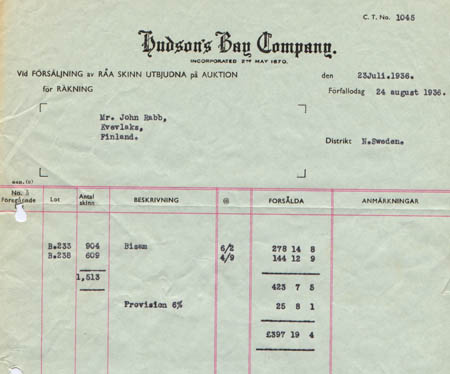 C. T. No. 1045
Hudson's Bay Company.
INCORPORATED 2ND MAY 1670.
Vid FÖRSÄLJNING av RÅA SKINN UTBJUDNA på AUKTION
den 23Juli.1936.
för RÄKNING
Förfallodag 24 august 1936.
Mr. John Rabb,
Evevlaks,
Finland.
Distrikt N.Sweden.
No. å Föregående Lot Antal skinn BESKRIVNING @ FÖRSÅLDA ANMÄRKNINGAR
B.233 904 Bisam 6/2 278 14 8
B.238 609 4/9 144 12 9
1,513
423 7 5
Provision 6% 25 8 1
£397 19 4